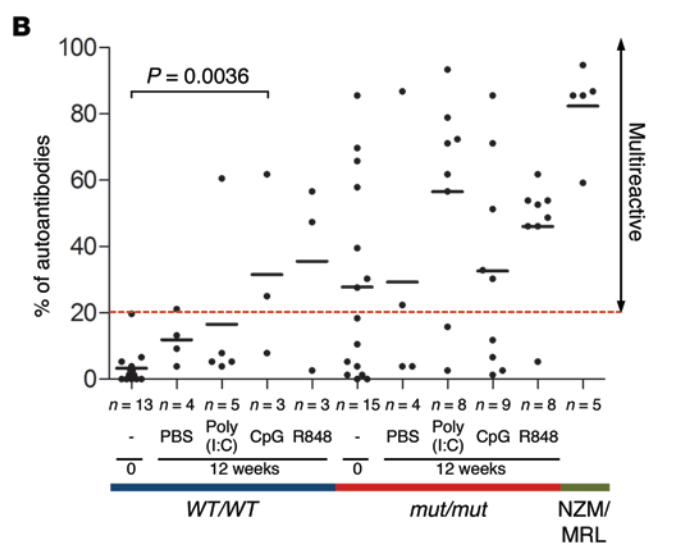 B
100
80
60
40
20
0
% of autoantibodies
P = 0.0036
Multireactive
n = 13 n = 4 n = 5 n = 3 n = 3 n = 15 n = 4 n = 8 n = 9 n = 8 n = 5
- PBS Poly (I:C) CpG R848 - PBS Poly (I:C) CpG R848
0 12 weeks 0 12 weeks
WT/WT mut/mut NZM/
MRL